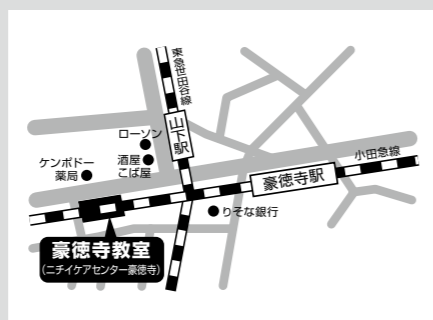 東急世田谷線
山下駅
ローソン
酒屋
こば屋
ケンポドー
薬局
小田急線
豪徳寺駅
りそな銀行
豪徳寺教室
(ニチイケアセンター豪徳寺)